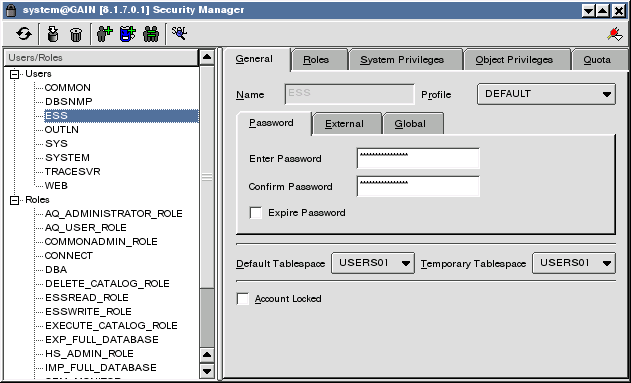 system@GAIN [8.1.7.0.1] Security Manager
Users/Roles
Users
COMMON
DBSNMP
ESS
OUTLN
SYS
SYSTEM
TRACESVR
WEB
Roles
AQ_ADMINISTRATOR_ROLE
AQ_USER_ROLE
COMMONADMIN_ROLE
CONNECT
DBA
DELETE_CATALOG_ROLE
ESSREAD_ROLE
ESSWRITE_ROLE
EXECUTE_CATALOG_ROLE
EXP_FULL_DATABASE
HS_ADMIN_ROLE
IMP_FULL_DATABASE
General Roles System Privileges Object Privileges Quota
Name ESS Profile DEFAULT
Password External Global
Enter Password ****************
Confirm Password ****************
Expire Password
Default Tablespace USERS01 Temporary Tablespace USERS01
Account Locked